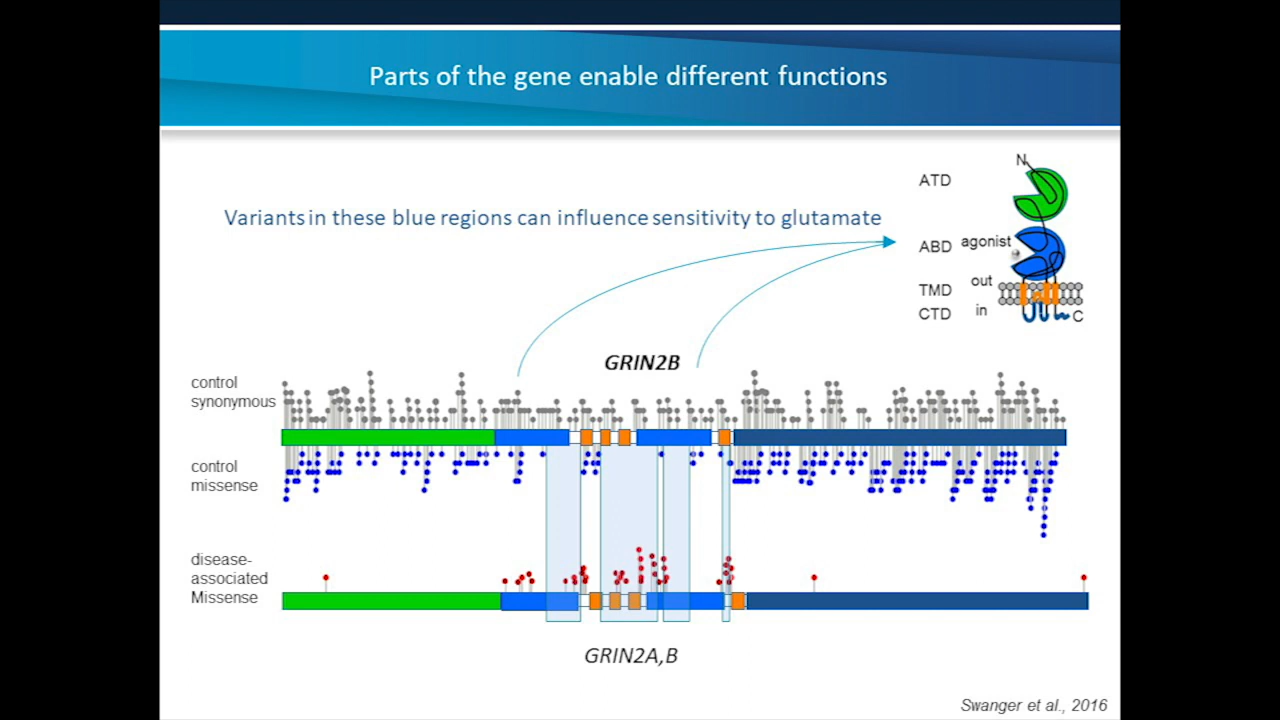 Parts of the gene enable different functions
N
ATD
Variants in these blue regions can influence sensitivity to glutamate
ABD
agonist
out
TMD
in
CTD
C
GRIN2B
control
synonymous
control
missense
disease-
associated
Missense
GRIN2A,B
Swanger et al., 2016